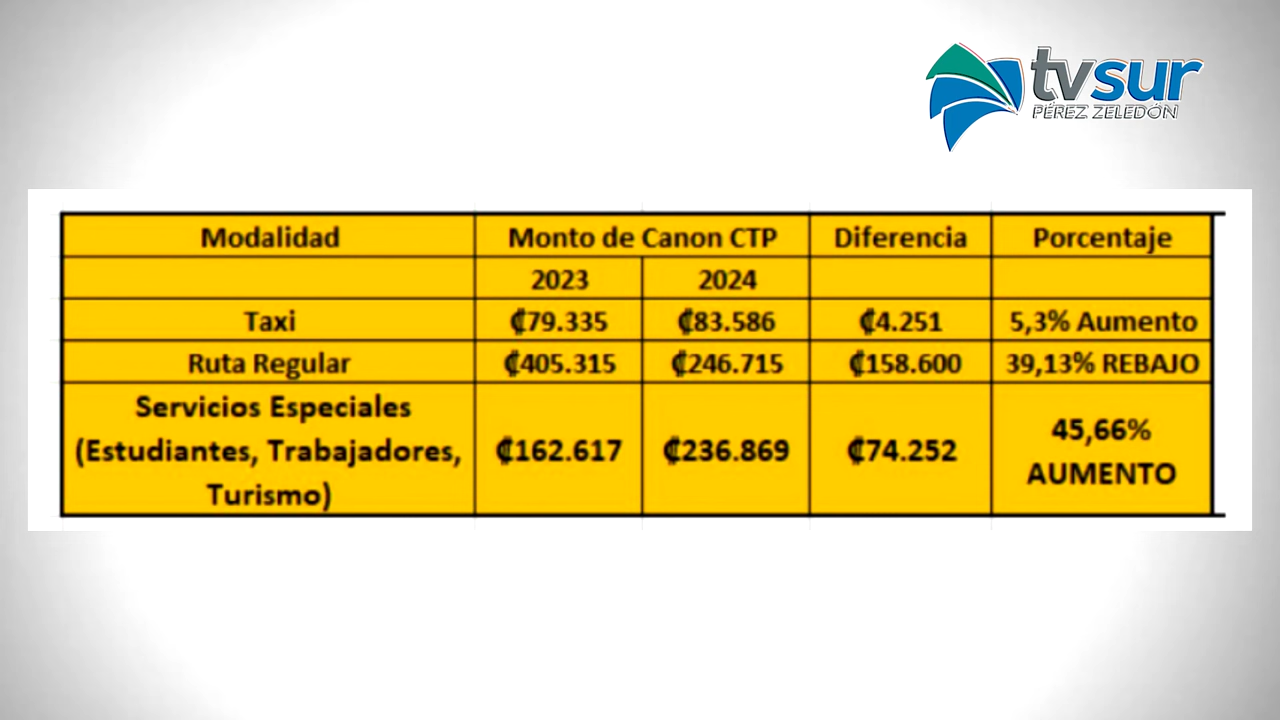 tvsur
PÉREZ ZELEDÓN
Modalidad Monto de Canon CTP Diferencia Porcentaje
2023 2024
Taxi ₡79.335 ₡83.586 ₡4.251 5,3% Aumento
Ruta Regular ₡405.315 ₡246.715 ₡158.600 39,13% REBAJO
Servicios Especiales
(Estudiantes, Trabajadores,
Turismo) ₡162.617 ₡236.869 ₡74.252 45,66%
AUMENTO